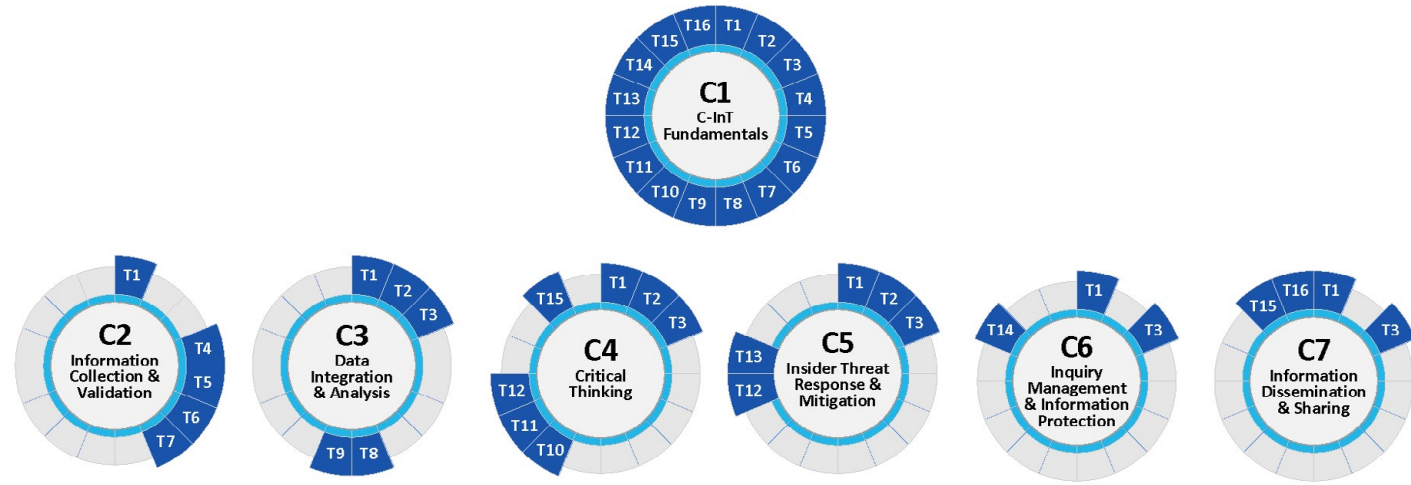 T16
T1
T15
T2
T14
T3
T13
T4
T12
T5
T11
T6
T10
T7
T9
T8
C1
C-InT
Fundamentals
T1
T4
T5
T6
T7
C2
Information
Collection &
Validation
T1
T2
T3
T9
T8
C3
Data
Integration
& Analysis
T15
T1
T2
T3
T12
T11
T10
C4
Critical
Thinking
T1
T2
T3
T13
T12
C5
Insider Threat
Response &
Mitigation
T1
T14
T3
C6
Inquiry
Management
& Information
Protection
T15
T16
T1
T3
C7
Information
Dissemination
& Sharing